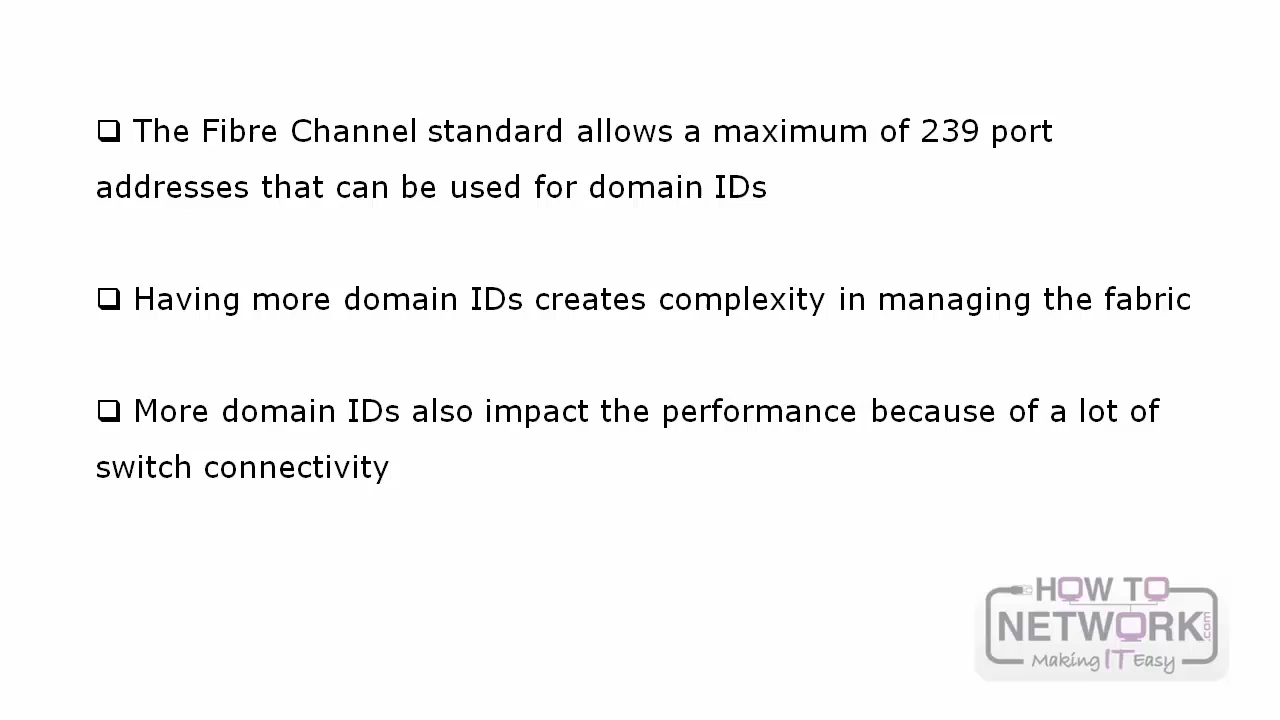 ❑ The Fibre Channel standard allows a maximum of 239 port
addresses that can be used for domain IDs
❑ Having more domain IDs creates complexity in managing the fabric
❑ More domain IDs also impact the performance because of a lot of
switch connectivity
HOW TO
NETWORK.com
Making IT Easy